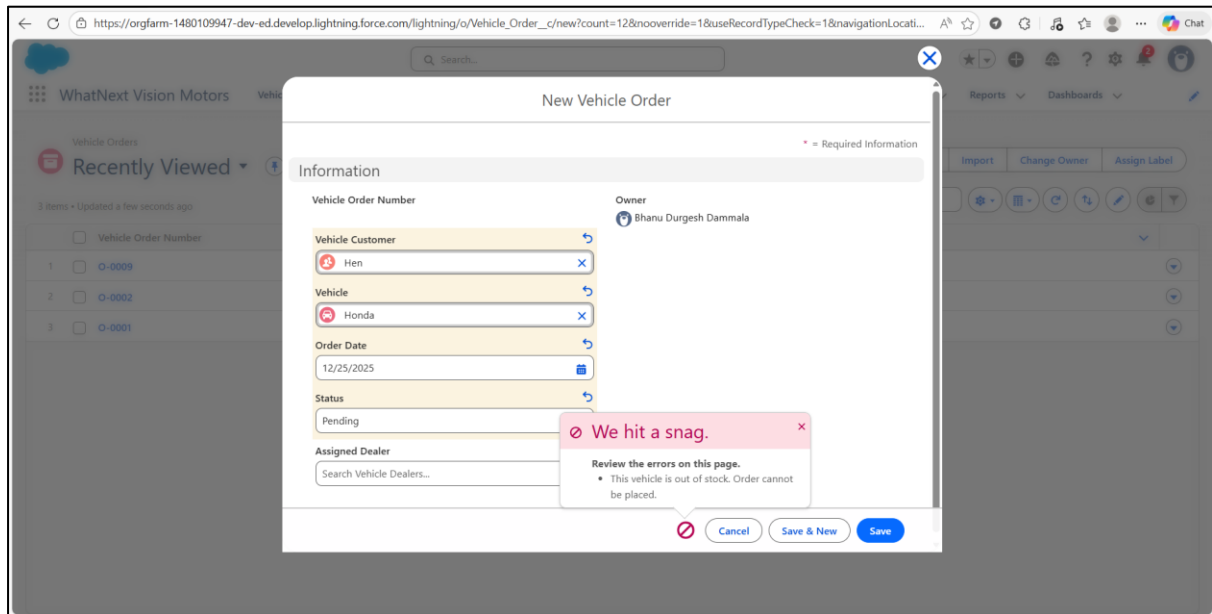 https://orgfarm-1480109947-dev-ed.develop.lightning.force.com/lightning/o/Vehicle_Order__c/new?count=12&nooverride=1&useRecordTypeCheck=1&navigationLocati...
Chat
Search...
2
WhatNext Vision Motors
Vehic
Reports
Dashboards
New Vehicle Order
* = Required Information
Vehicle Orders
Recently Viewed
Import
Change Owner
Assign Label
Information
3 items • Updated a few seconds ago
Vehicle Order Number
Owner
Bhanu Durgesh Dammala
Vehicle Order Number
Vehicle Customer
Hen
1
O-0009
Vehicle
2
O-0002
Honda
3
O-0001
Order Date
12/25/2025
Status
Pending
We hit a snag.
Assigned Dealer
Search Vehicle Dealers...
Review the errors on this page.
• This vehicle is out of stock. Order cannot
be placed.
Cancel
Save & New
Save